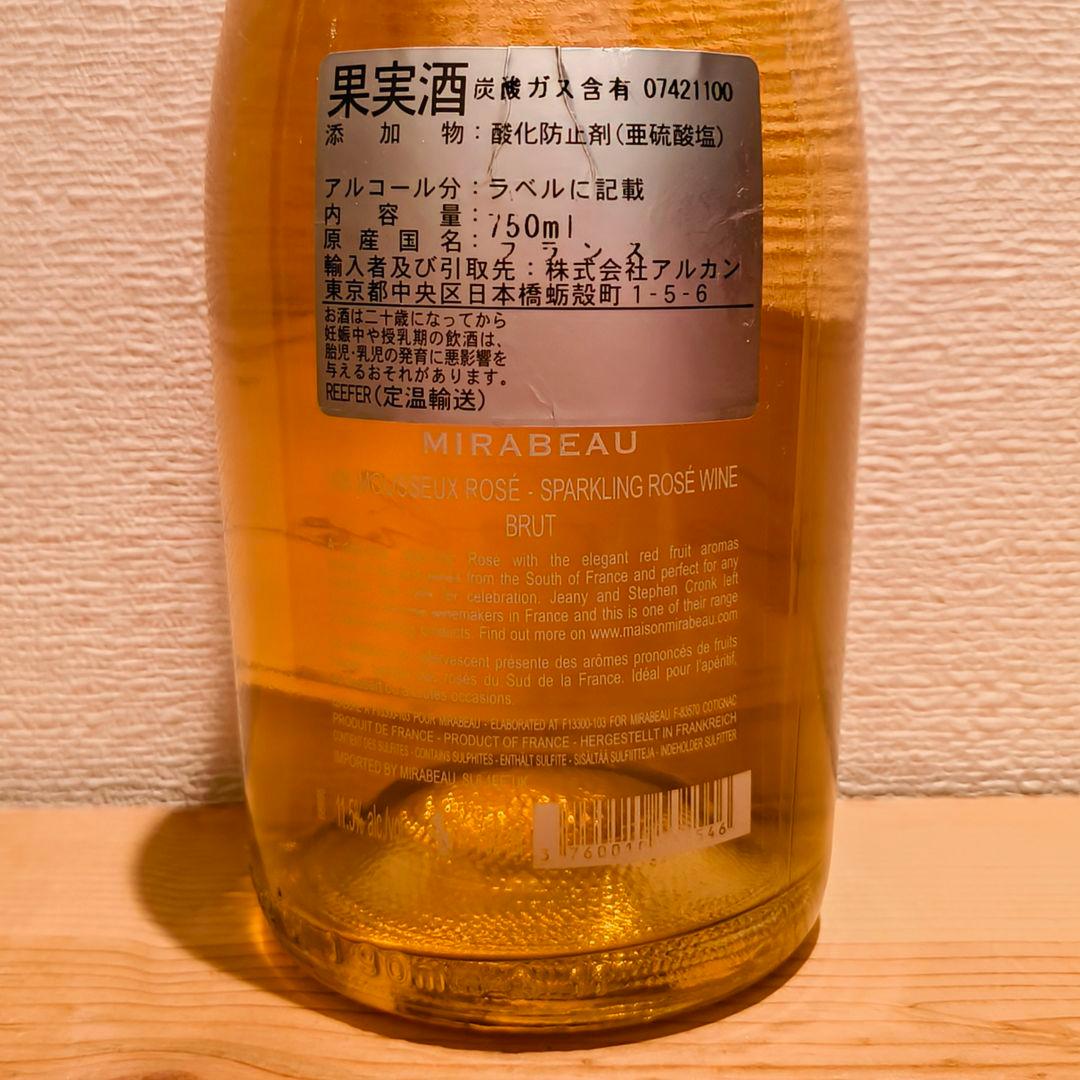 果実酒 炭酸ガス含有 07421100
添加物：酸化防止剤（亜硫酸塩）
アルコール分：ラベルに記載
内容量：750ml
原産国名：フランス
輸入者及び引取先：株式会社アルカン
東京都中央区日本橋蛎殻町1-5-6
お酒は二十歳になってから
妊娠中や授乳期の飲酒は、
胎児・乳児の発育に悪影響を
与えるおそれがあります。
REEFER（定温輸送）
MIRABEAU
MOUSSEUX ROSÉ - SPARKLING ROSÉ WINE
BRUT
Rosé with the elegant red fruit aromas
from the South of France and perfect for any
for celebration. Jeany and Stephen Cronk left
winemakers in France and this is one of their range
products. Find out more on www.maisonmirabeau.com
effervescent présente des arômes prononcés de fruits
rosés du Sud de la France. Idéal pour l'apéritif,
toutes occasions.
F13300-103 POUR MIRABEAU - ELABORATED AT F13300-103 FOR MIRABEAU F-83570 COTIGNAC
PRODUIT DE FRANCE - PRODUCT OF FRANCE - HERGESTELLT IN FRANKREICH
CONTIENT DES SULFITES - CONTAINS SULPHITES - ENTHÄLT SULFITE - SISÄLTÄÄ SULFIITTEJA - INDEHOLDER SULFITTER
IMPORTED BY MIRABEAU,
11.5% alc./vol